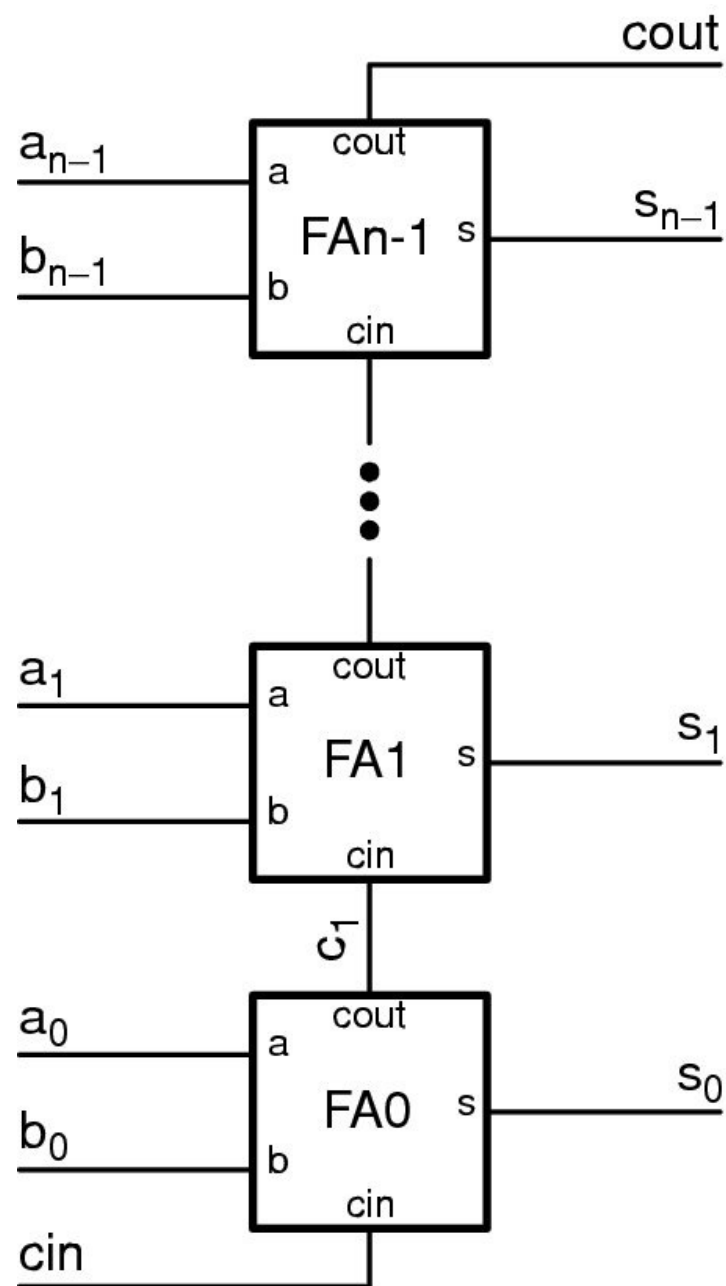 cout
cout
aₙ₋₁
a
FAn-1
s
sₙ₋₁
bₙ₋₁
b
cin
cout
a₁
a
FA1
s
s₁
b₁
b
cin
c₁
cout
a₀
a
FA0
s
s₀
b₀
b
cin
cin